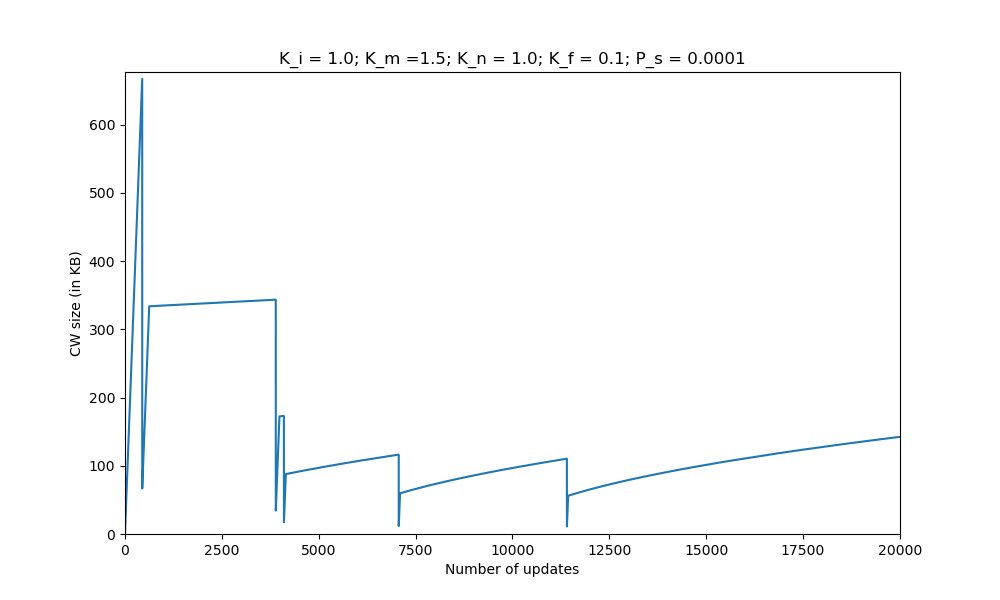 K_i = 1.0; K_m =1.5; K_n = 1.0; K_f = 0.1; P_s = 0.0001
600
500
400
300
200
100
0
CW size (in KB)
0 2500 5000 7500 10000 12500 15000 17500 20000
Number of updates